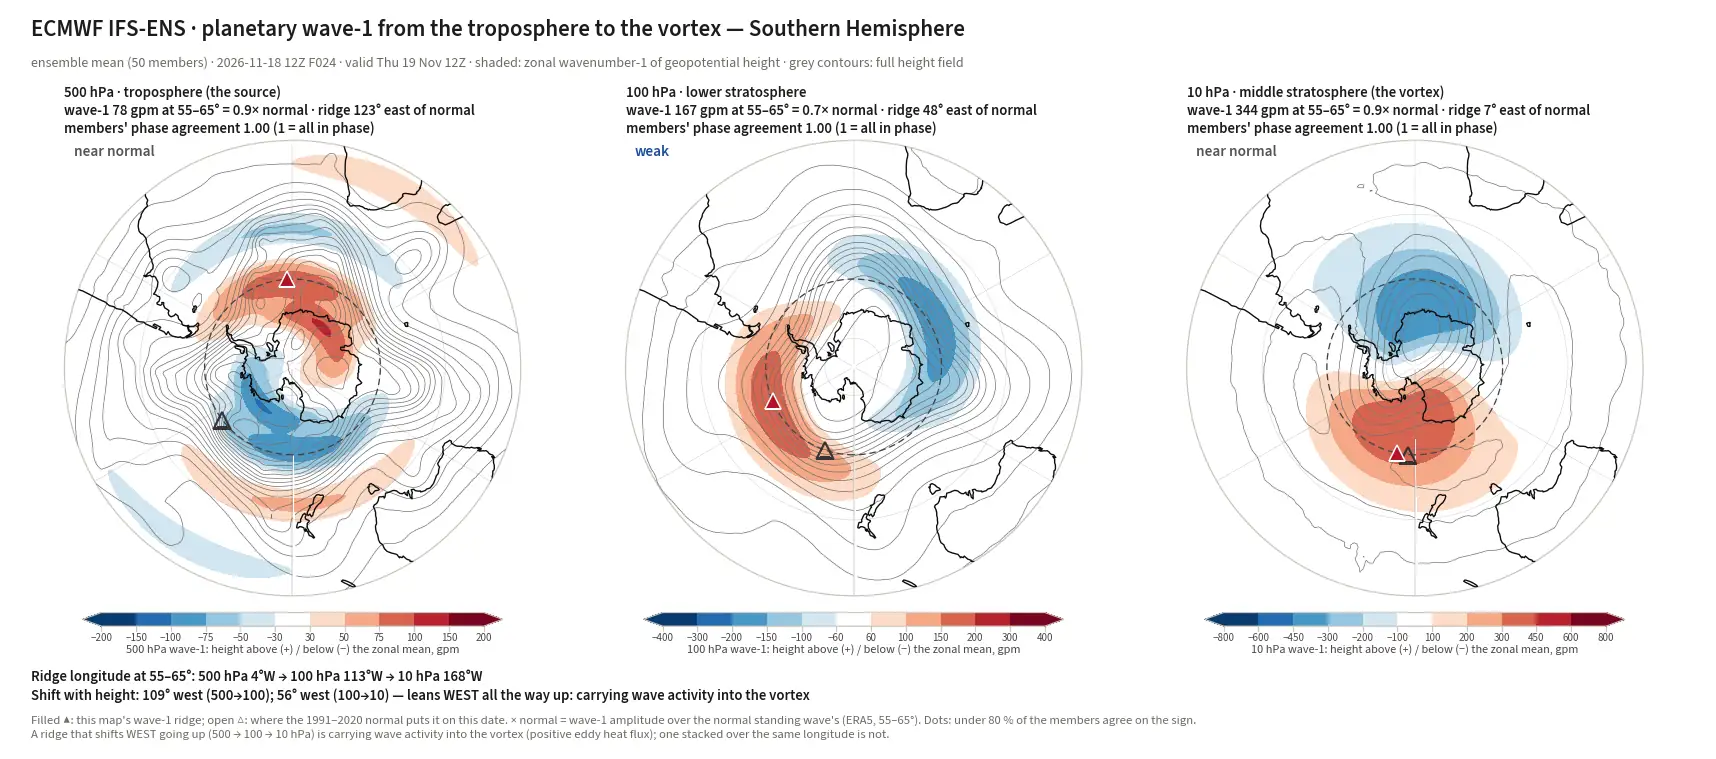 ECMWF IFS-ENS · planetary wave-1 from the troposphere to the vortex — Southern Hemisphere
ensemble mean (50 members) · 2026-11-18 12Z F024 · valid Thu 19 Nov 12Z · shaded: zonal wavenumber-1 of geopotential height · grey contours: full height field
500 hPa · troposphere (the source)
wave-1 78 gpm at 55–65° = 0.9× normal · ridge 123° east of normal
members' phase agreement 1.00 (1 = all in phase)
near normal
100 hPa · lower stratosphere
wave-1 167 gpm at 55–65° = 0.7× normal · ridge 48° east of normal
members' phase agreement 1.00 (1 = all in phase)
weak
10 hPa · middle stratosphere (the vortex)
wave-1 344 gpm at 55–65° = 0.9× normal · ridge 7° east of normal
members' phase agreement 1.00 (1 = all in phase)
near normal
−200 −150 −100 −75 −50 −30 30 50 75 100 150 200
500 hPa wave-1: height above (+) / below (−) the zonal mean, gpm
−400 −300 −200 −150 −100 −60 60 100 150 200 300 400
100 hPa wave-1: height above (+) / below (−) the zonal mean, gpm
−800 −600 −450 −300 −200 −100 100 200 300 450 600 800
10 hPa wave-1: height above (+) / below (−) the zonal mean, gpm
Ridge longitude at 55–65°: 500 hPa 4°W → 100 hPa 113°W → 10 hPa 168°W
Shift with height: 109° west (500→100); 56° west (100→10) — leans WEST all the way up: carrying wave activity into the vortex
Filled ▲: this map's wave-1 ridge; open △: where the 1991–2020 normal puts it on this date. × normal = wave-1 amplitude over the normal standing wave's (ERA5, 55–65°). Dots: under 80 % of the members agree on the sign.
A ridge that shifts WEST going up (500 → 100 → 10 hPa) is carrying wave activity into the vortex (positive eddy heat flux); one stacked over the same longitude is not.